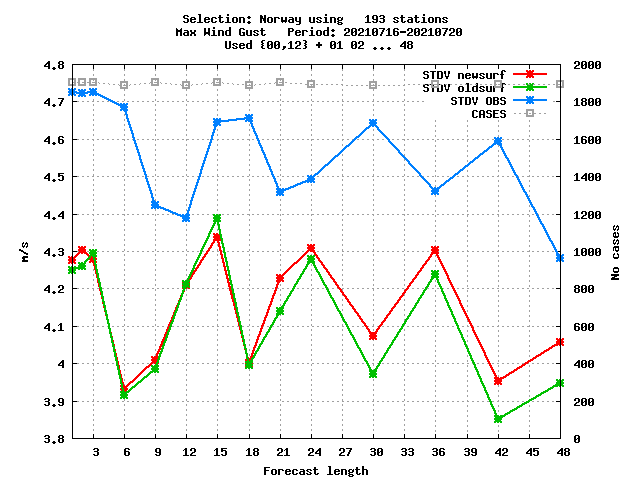 Selection: Norway using   193 stations
Max Wind Gust   Period: 20210716-20210720
Used {00,12} + 01 02 ... 48
STDV newsurf
STDV oldsurf
STDV OBS
CASES
4.8
4.7
4.6
4.5
4.4
4.3
4.2
4.1
4
3.9
3.8
m/s
2000
1800
1600
1400
1200
1000
800
600
400
200
0
No cases
3 6 9 12 15 18 21 24 27 30 33 36 39 42 45 48
Forecast length